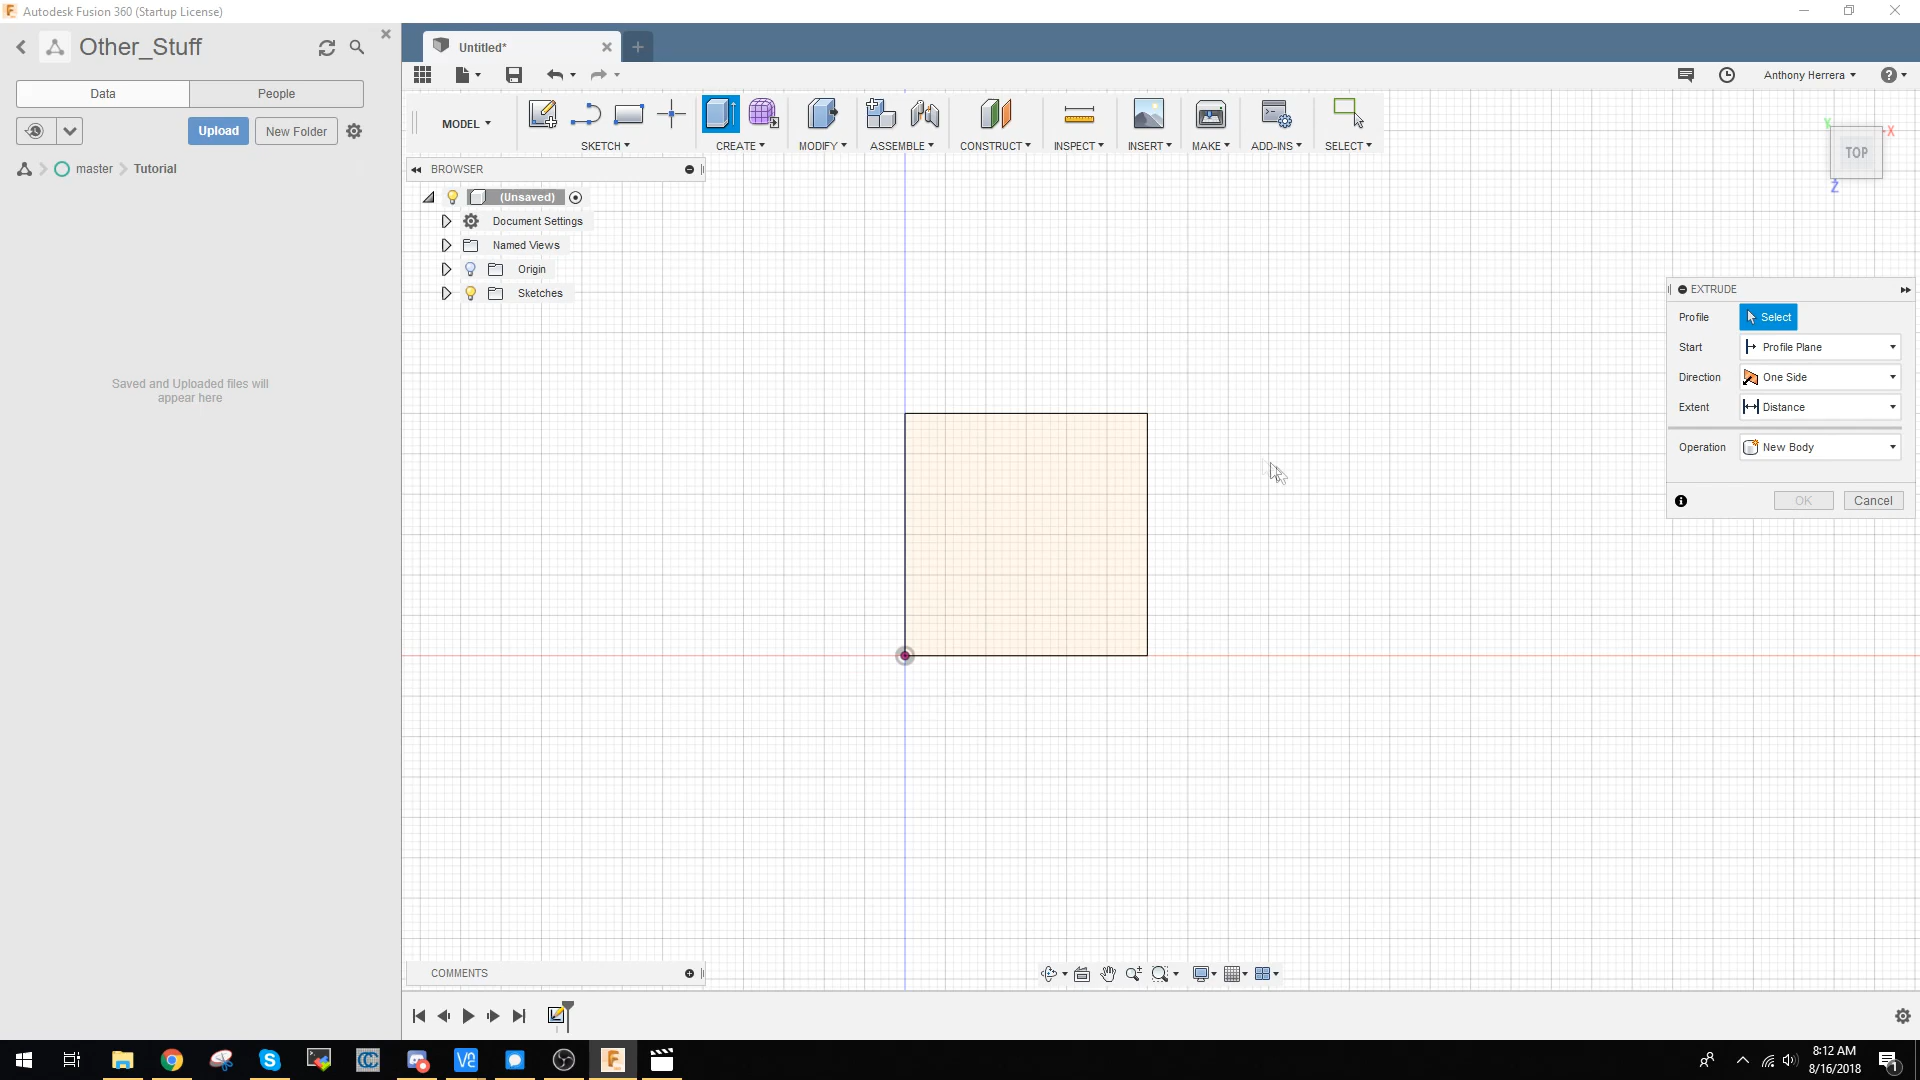 Autodesk Fusion 360 (Startup License)
Other_Stuff
Data
People
Upload
New Folder
master
Tutorial
Saved and Uploaded files will
appear here
Untitled*
Anthony Herrera
MODEL
SKETCH
CREATE
MODIFY
ASSEMBLE
CONSTRUCT
INSPECT
INSERT
MAKE
ADD-INS
SELECT
BROWSER
(Unsaved)
Document Settings
Named Views
Origin
Sketches
Y
X
TOP
Z
EXTRUDE
Profile
Select
Start
Profile Plane
Direction
One Side
Extent
Distance
Operation
New Body
OK
Cancel
COMMENTS
8:12 AM
8/16/2018
1